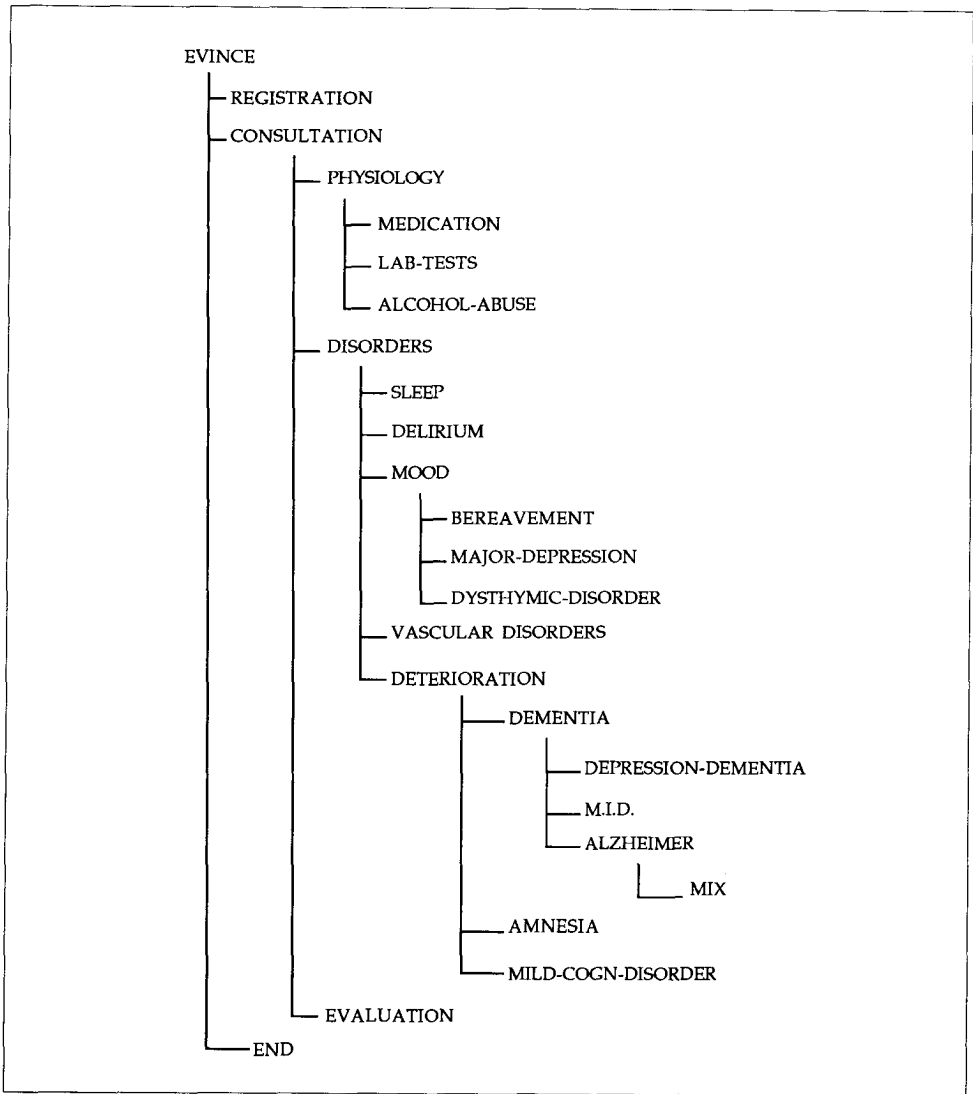 EVINCE
REGISTRATION
CONSULTATION
PHYSIOLOGY
MEDICATION
LAB-TESTS
ALCOHOL-ABUSE
DISORDERS
SLEEP
DELIRIUM
MOOD
BEREAVEMENT
MAJOR-DEPRESSION
DYSTHYMIC-DISORDER
VASCULAR DISORDERS
DETERIORATION
DEMENTIA
DEPRESSION-DEMENTIA
M.I.D.
ALZHEIMER
MIX
AMNESIA
MILD-COGN-DISORDER
EVALUATION
END